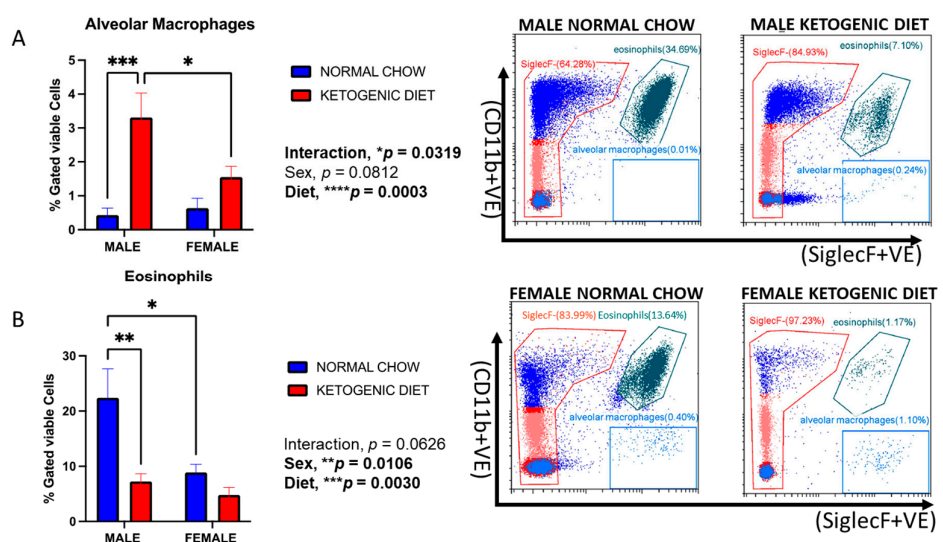 A
Alveolar Macrophages
% Gated viable Cells
5
4
3
2
1
0
***
*
MALE
FEMALE
NORMAL CHOW
KETOGENIC DIET
Interaction, *p = 0.0319
Sex, p = 0.0812
Diet, ****p = 0.0003
MALE NORMAL CHOW
SiglecF-(64.28%)
eosinophils(34.69%)
alveolar macrophages(0.01%)
MALE KETOGENIC DIET
SiglecF-(84.93%)
eosinophils(7.10%)
alveolar macrophages(0.24%)
(CD11b+VE)
(SiglecF+VE)
B
Eosinophils
% Gated viable Cells
30
20
10
0
*
**
MALE
FEMALE
NORMAL CHOW
KETOGENIC DIET
Interaction, p = 0.0626
Sex, **p = 0.0106
Diet, ***p = 0.0030
FEMALE NORMAL CHOW
SiglecF-(83.99%)
Eosinophils(13.64%)
alveolar macrophages(0.40%)
FEMALE KETOGENIC DIET
SiglecF-(97.23%)
eosinophils(1.17%)
alveolar macrophages(1.10%)
(CD11b+VE)
(SiglecF+VE)